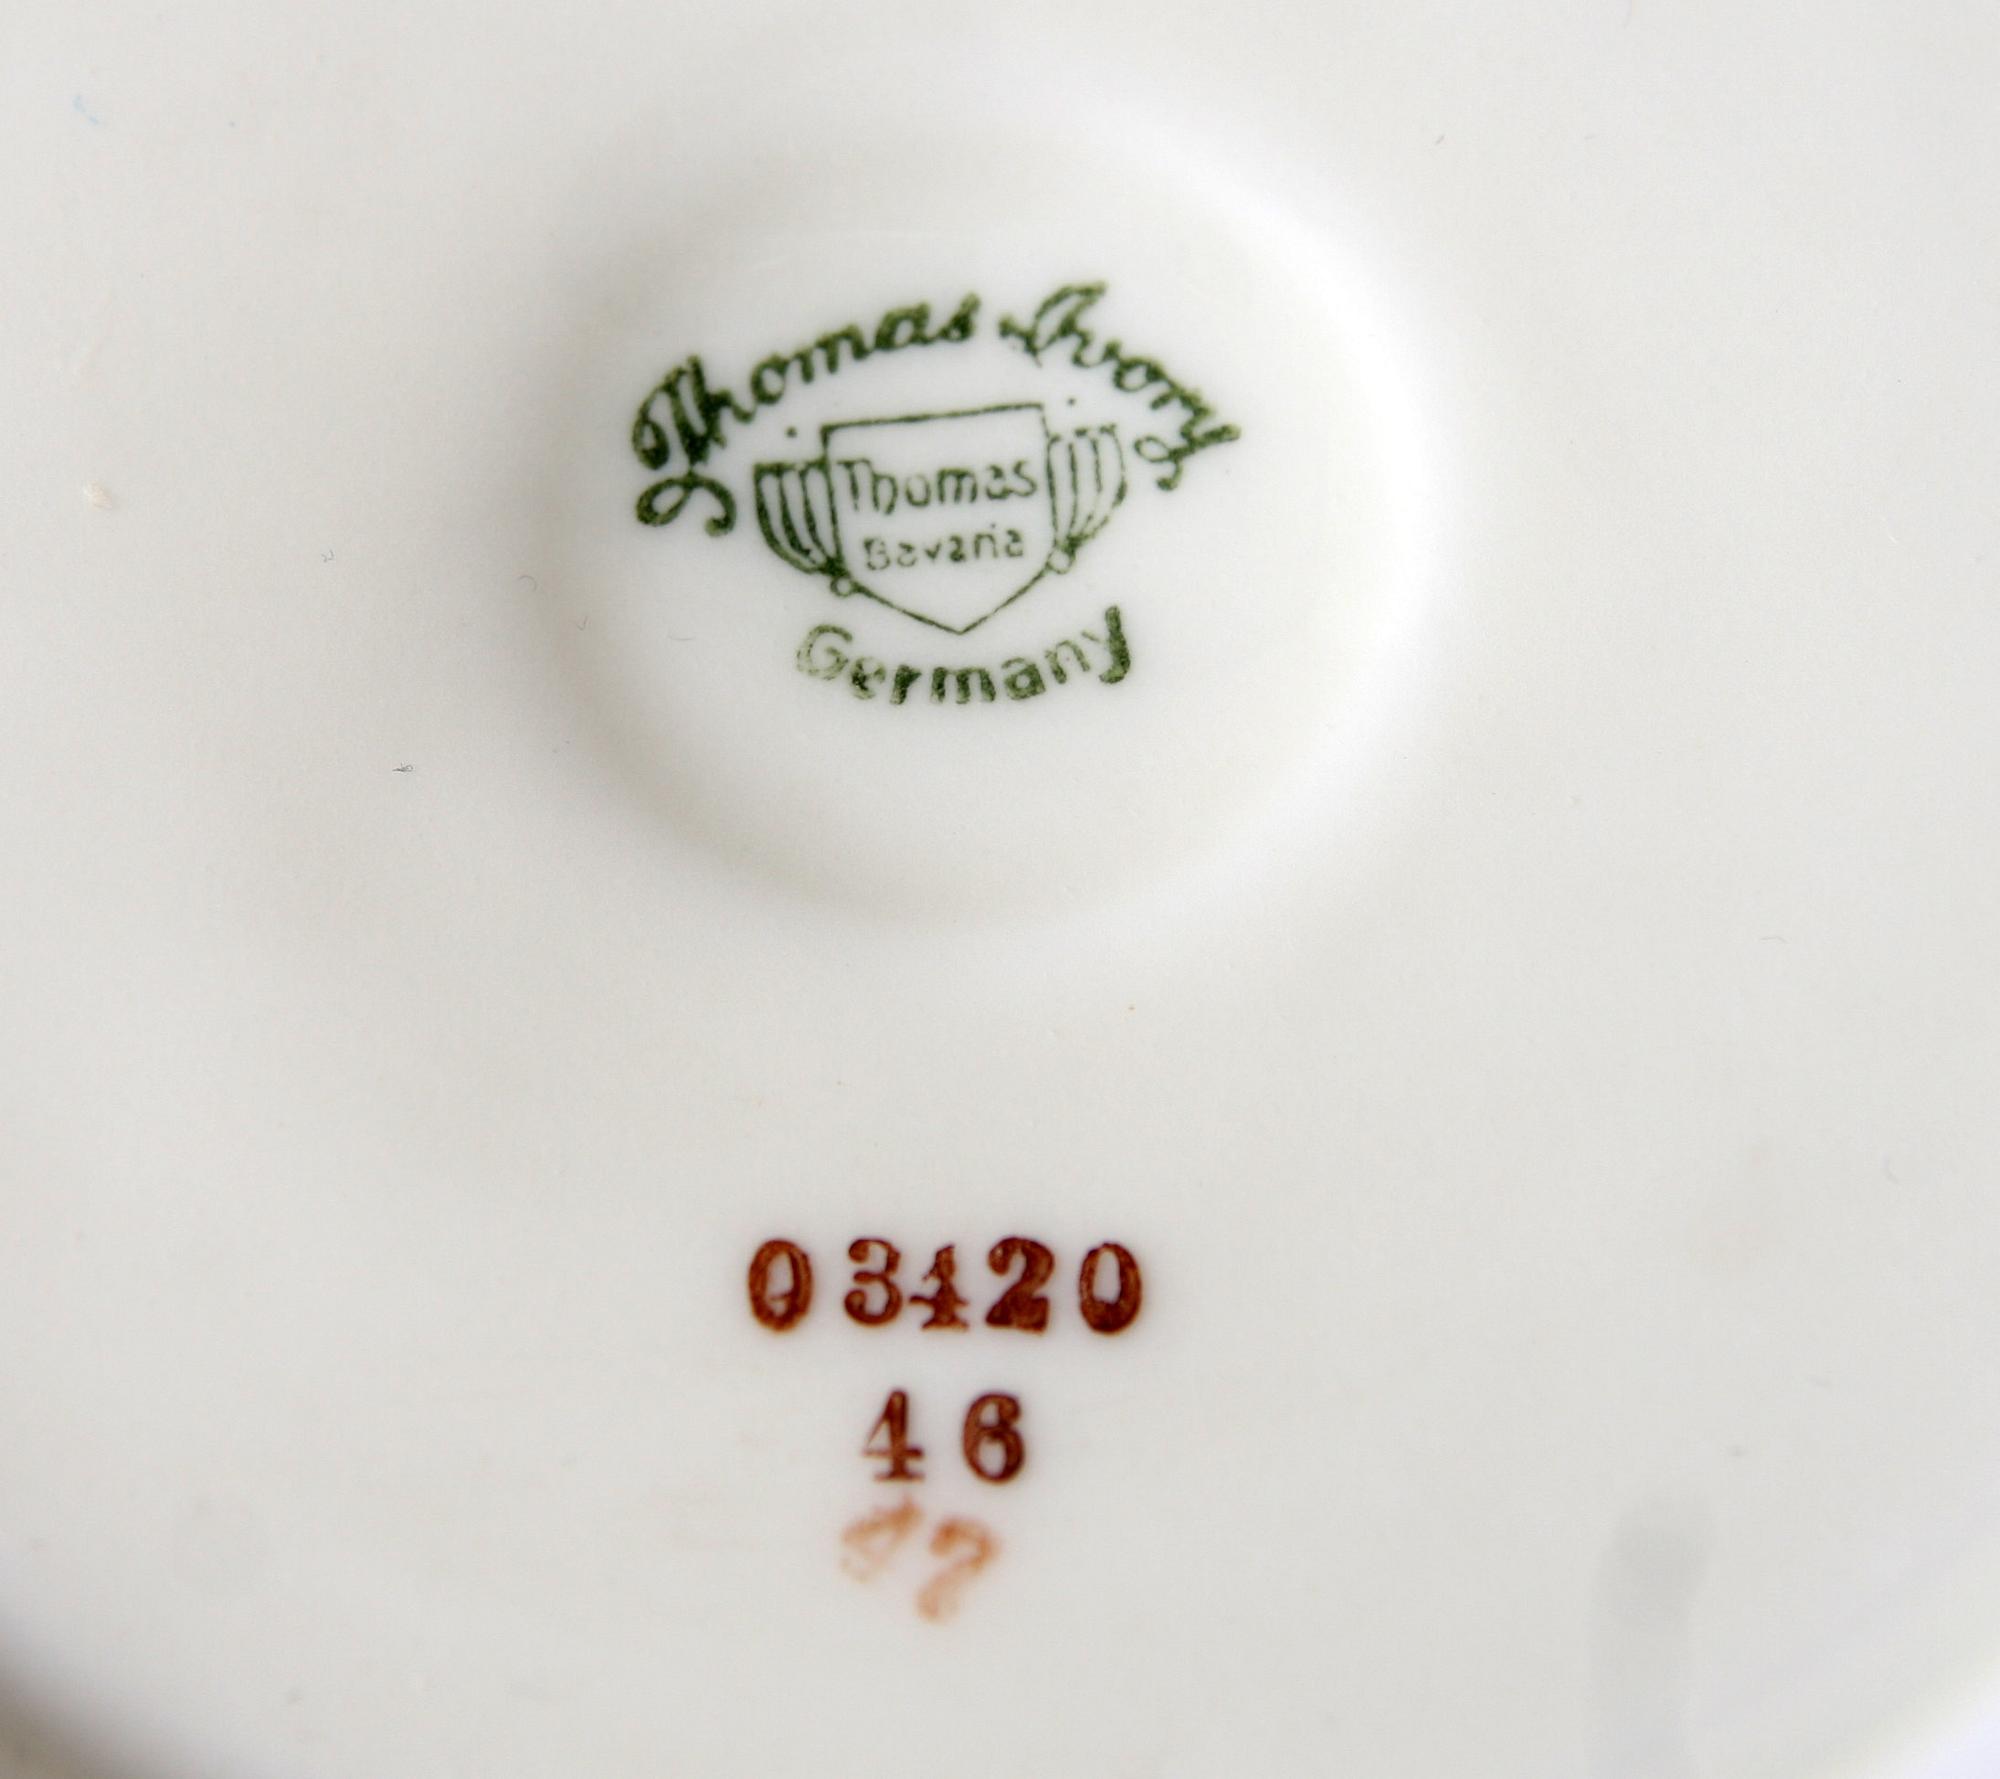 Thomas Ivory
Thomas
Bavaria
Germany
03420
46